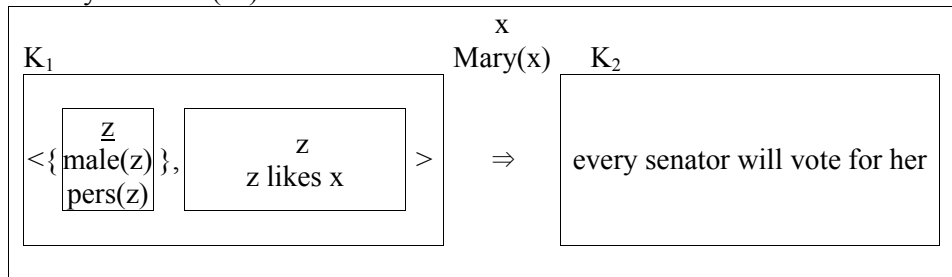 x
K₁ Mary(x) K₂
<u>z</u>
<{male(z)}, z > ⇒ every senator will vote for her
z likes x
pers(z)